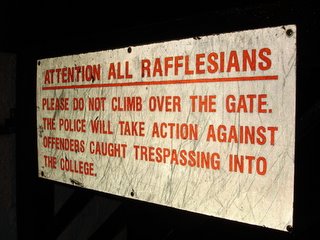 ATTENTION ALL RAFFLESIANS
PLEASE DO NOT CLIMB OVER THE GATE.
THE POLICE WILL TAKE ACTION AGAINST
OFFENDERS CAUGHT TRESPASSING INTO
THE COLLEGE.